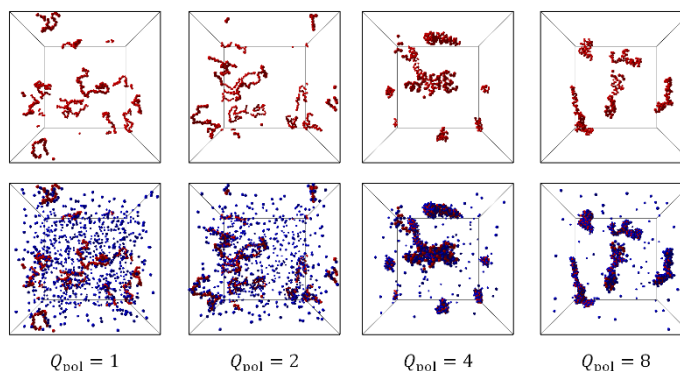 Q_pol = 1
Q_pol = 2
Q_pol = 4
Q_pol = 8